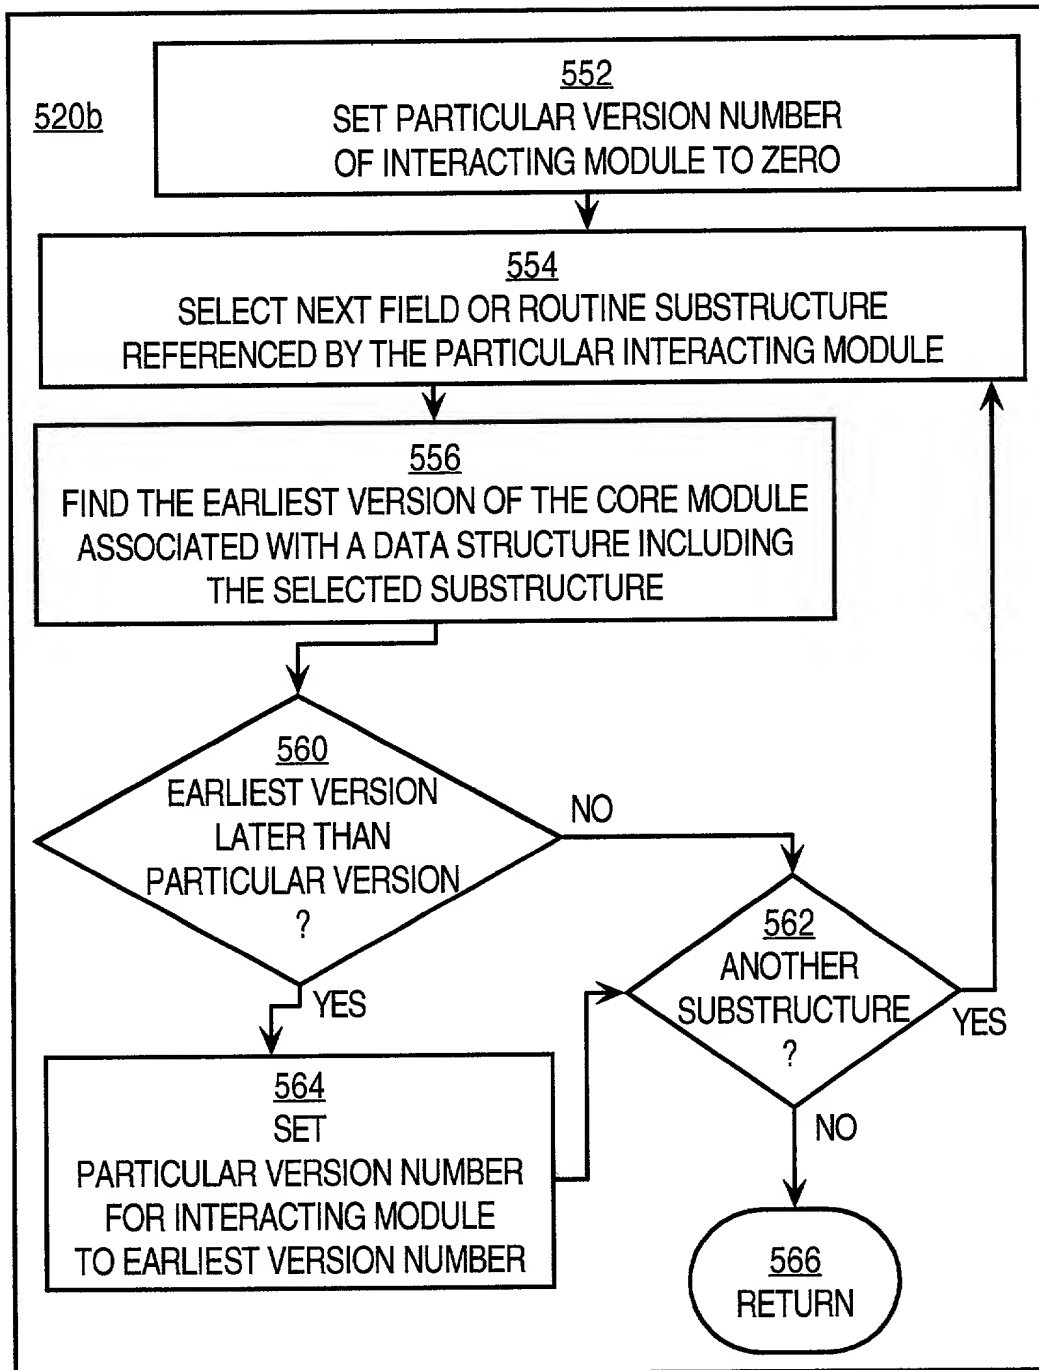 520b
552
SET PARTICULAR VERSION NUMBER
OF INTERACTING MODULE TO ZERO
554
SELECT NEXT FIELD OR ROUTINE SUBSTRUCTURE
REFERENCED BY THE PARTICULAR INTERACTING MODULE
556
FIND THE EARLIEST VERSION OF THE CORE MODULE
ASSOCIATED WITH A DATA STRUCTURE INCLUDING
THE SELECTED SUBSTRUCTURE
560
EARLIEST VERSION
LATER THAN
PARTICULAR VERSION
?
NO
YES
562
ANOTHER
SUBSTRUCTURE
?
YES
NO
564
SET
PARTICULAR VERSION NUMBER
FOR INTERACTING MODULE
TO EARLIEST VERSION NUMBER
566
RETURN